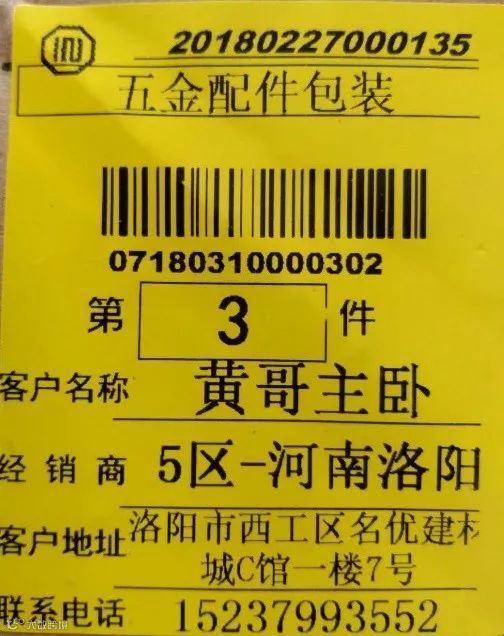 20180227000135
五金配件包装
07180310000302
第 3 件
客户名称 黄哥主卧
经销商 5区-河南洛阳
客户地址 洛阳市西工区名优建材
城C馆一楼7号
联系电话 15237993552